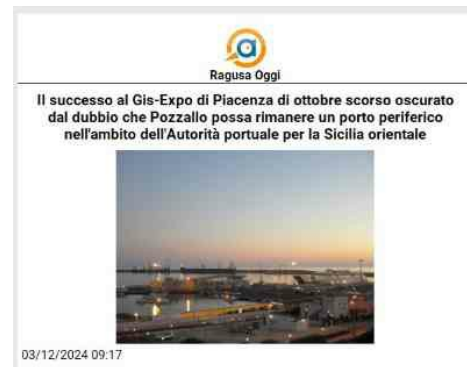 Ragusa Oggi
Il successo al Gis-Expo di Piacenza di ottobre scorso oscurato
dal dubbio che Pozzallo possa rimanere un porto periferico
nell'ambito dell'Autorità portuale per la Sicilia orientale
03/12/2024 09:17